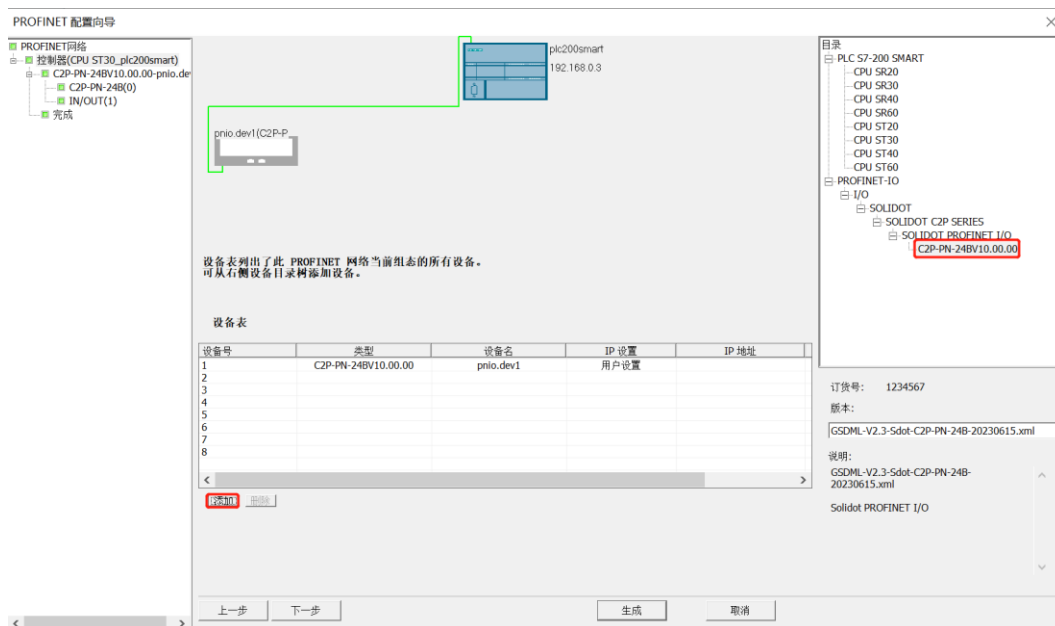 PROFINET 配置向导
PROFINET网络
控制器(CPU ST30_plc200smart)
C2P-PN-24BV10.00.00-pnio.de
C2P-PN-24B(0)
IN/OUT(1)
完成
plc200smart
192.168.0.3
pnio.dev1(C2P-P...
设备表列出了此 PROFINET 网络当前组态的所有设备。
可从右侧设备目录树添加设备。
设备表
设备号 类型 设备名 IP 设置 IP 地址
1 C2P-PN-24BV10.00.00 pnio.dev1 用户设置
2
3
4
5
6
7
8
添加 删除
上一步 下一步 生成 取消
目录
PLC S7-200 SMART
CPU SR20
CPU SR30
CPU SR40
CPU SR60
CPU ST20
CPU ST30
CPU ST40
CPU ST60
PROFINET-IO
I/O
SOLIDOT
SOLIDOT C2P SERIES
SOLIDOT PROFINET I/O
C2P-PN-24BV10.00.00
订货号: 1234567
版本:
GSDML-V2.3-Sdot-C2P-PN-24B-20230615.xml
说明:
GSDML-V2.3-Sdot-C2P-PN-24B-
20230615.xml
Solidot PROFINET I/O